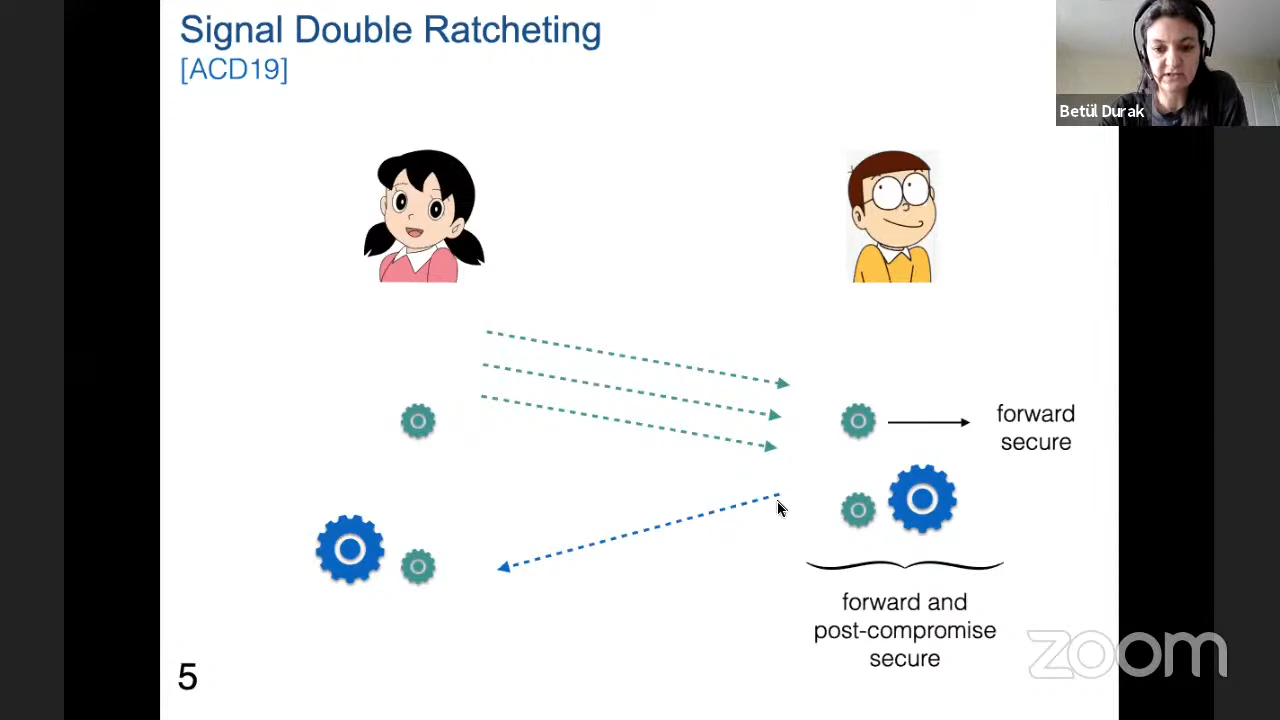 Signal Double Ratcheting
[ACD19]
Betül Durak
forward
secure
forward and
post-compromise
secure
5
zoom